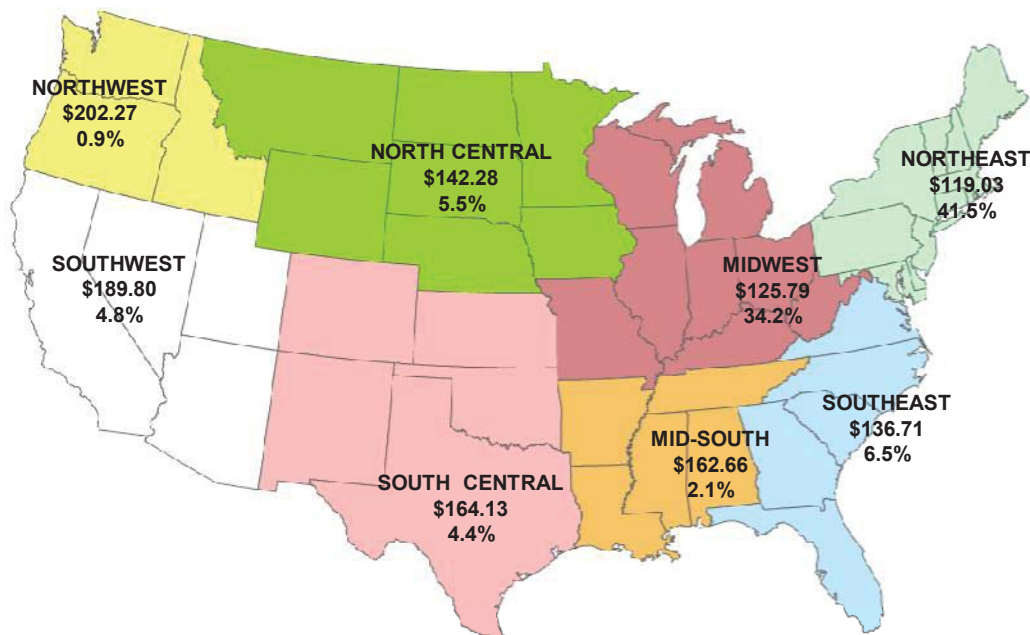 NORTHWEST
$202.27
0.9%
NORTH CENTRAL
$142.28
5.5%
NORTHEAST
$119.03
41.5%
SOUTHWEST
$189.80
4.8%
MIDWEST
$125.79
34.2%
SOUTHEAST
$136.71
6.5%
MID-SOUTH
$162.66
2.1%
SOUTH CENTRAL
$164.13
4.4%